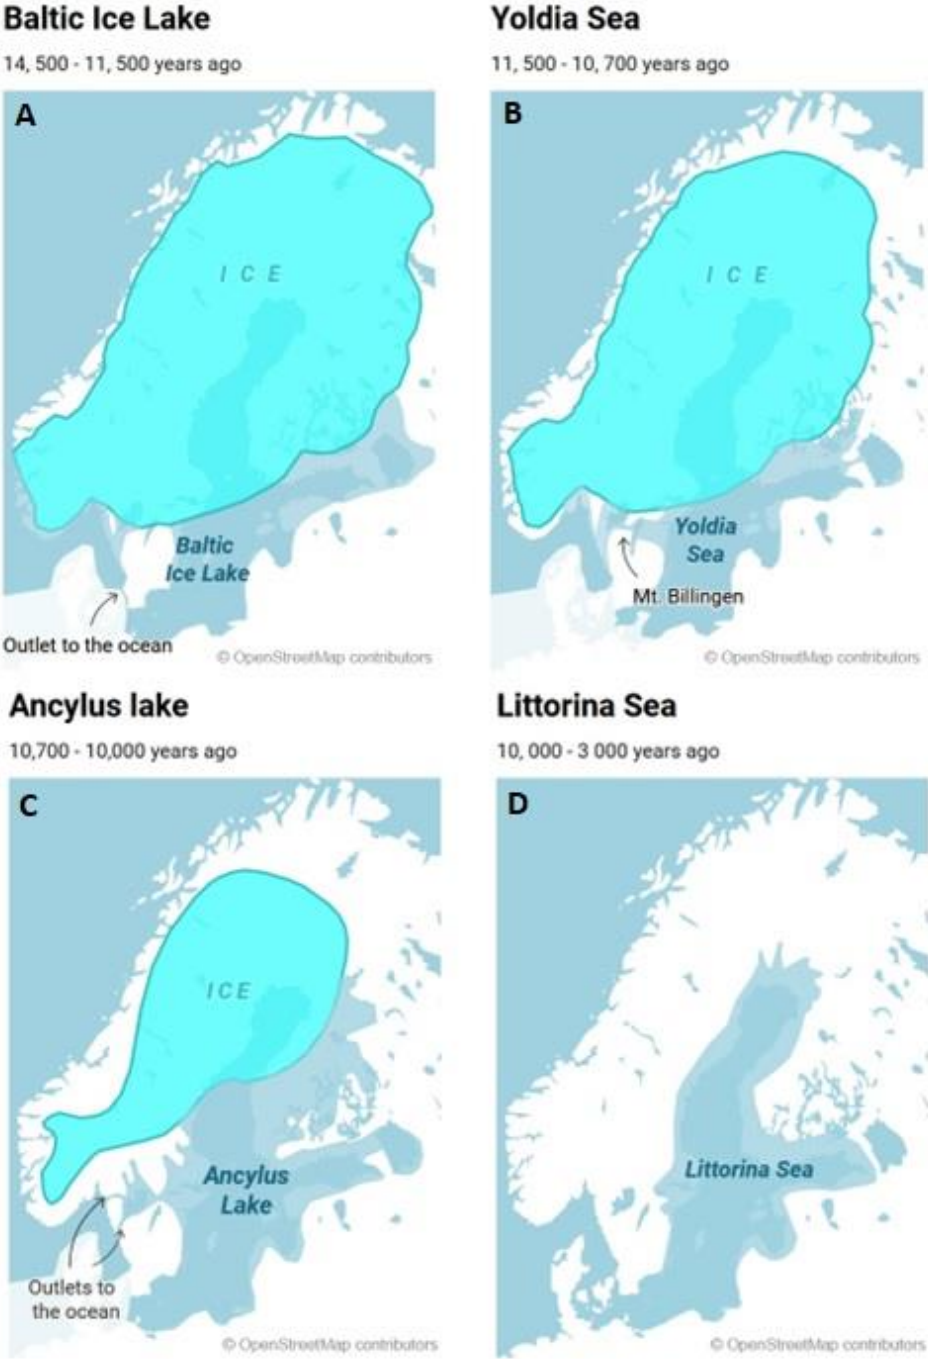 Baltic Ice Lake
14, 500 - 11, 500 years ago
A
I C E
Baltic
Ice Lake
Outlet to the ocean
© OpenStreetMap contributors
Yoldia Sea
11, 500 - 10, 700 years ago
B
I C E
Yoldia
Sea
Mt. Billingen
© OpenStreetMap contributors
Ancylus lake
10,700 - 10,000 years ago
C
I C E
Ancylus
Lake
Outlets to
the ocean
© OpenStreetMap contributors
Littorina Sea
10, 000 - 3 000 years ago
D
Littorina Sea
© OpenStreetMap contributors